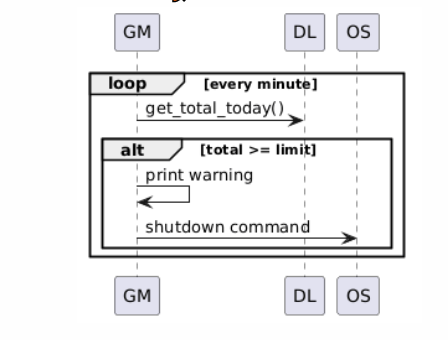 GM DL OS
loop [every minute]
get_total_today()
alt [total >= limit]
print warning
shutdown command
GM DL OS